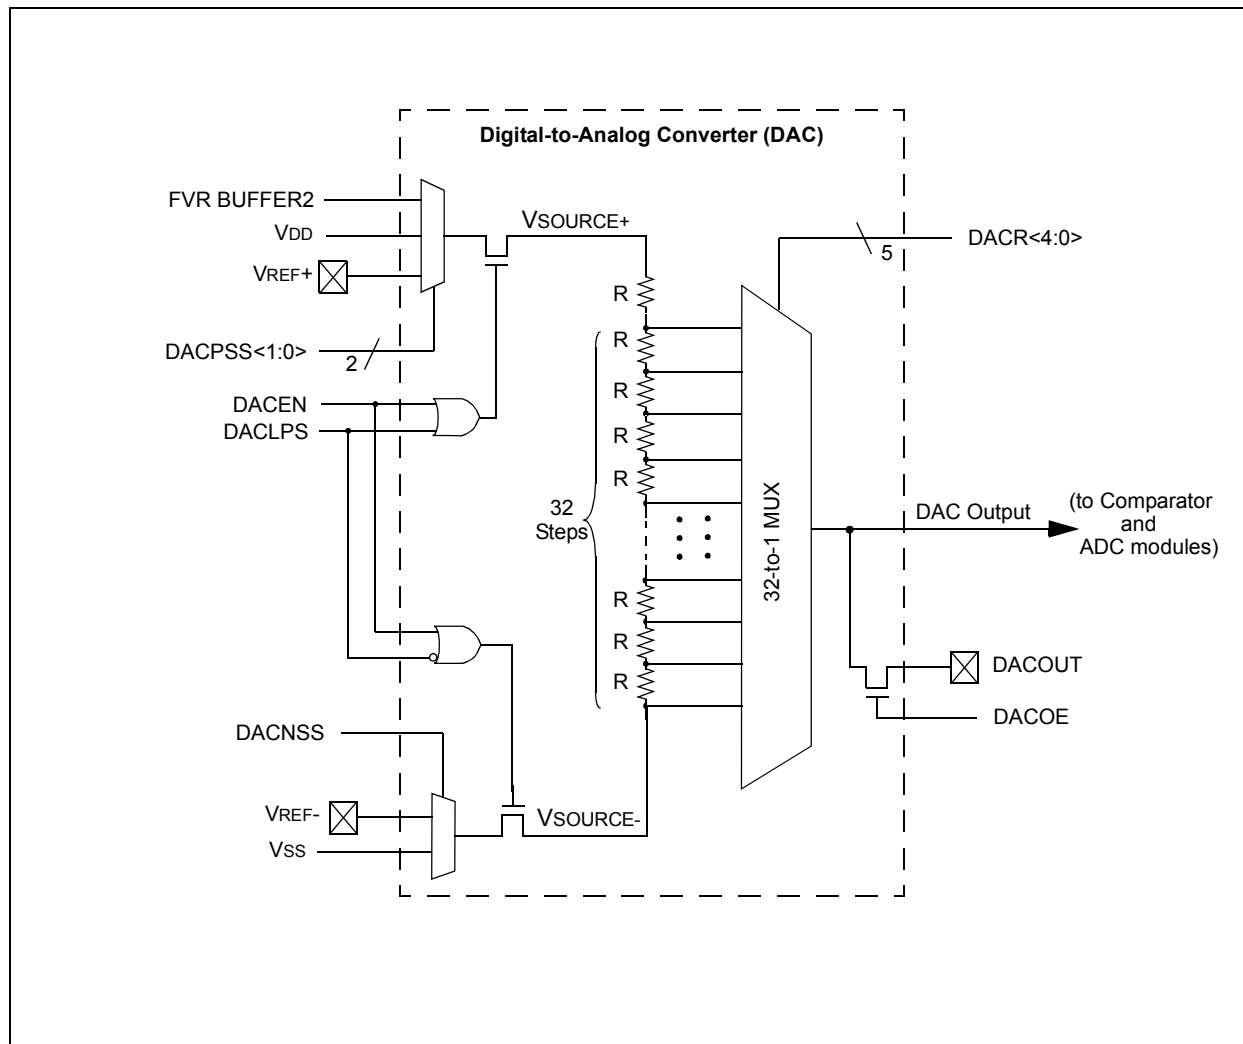 Digital-to-Analog Converter (DAC)
FVR BUFFER2
VDD
VREF+
DACPSS<1:0>
2
DACEN
DACLPS
VSOURCE+
R
R
R
R
R
32
Steps
R
R
R
32-to-1 MUX
5
DACR<4:0>
DAC Output
(to Comparator
and
ADC modules)
DACOUT
DACOE
DACNSS
VREF-
VSS
VSOURCE-